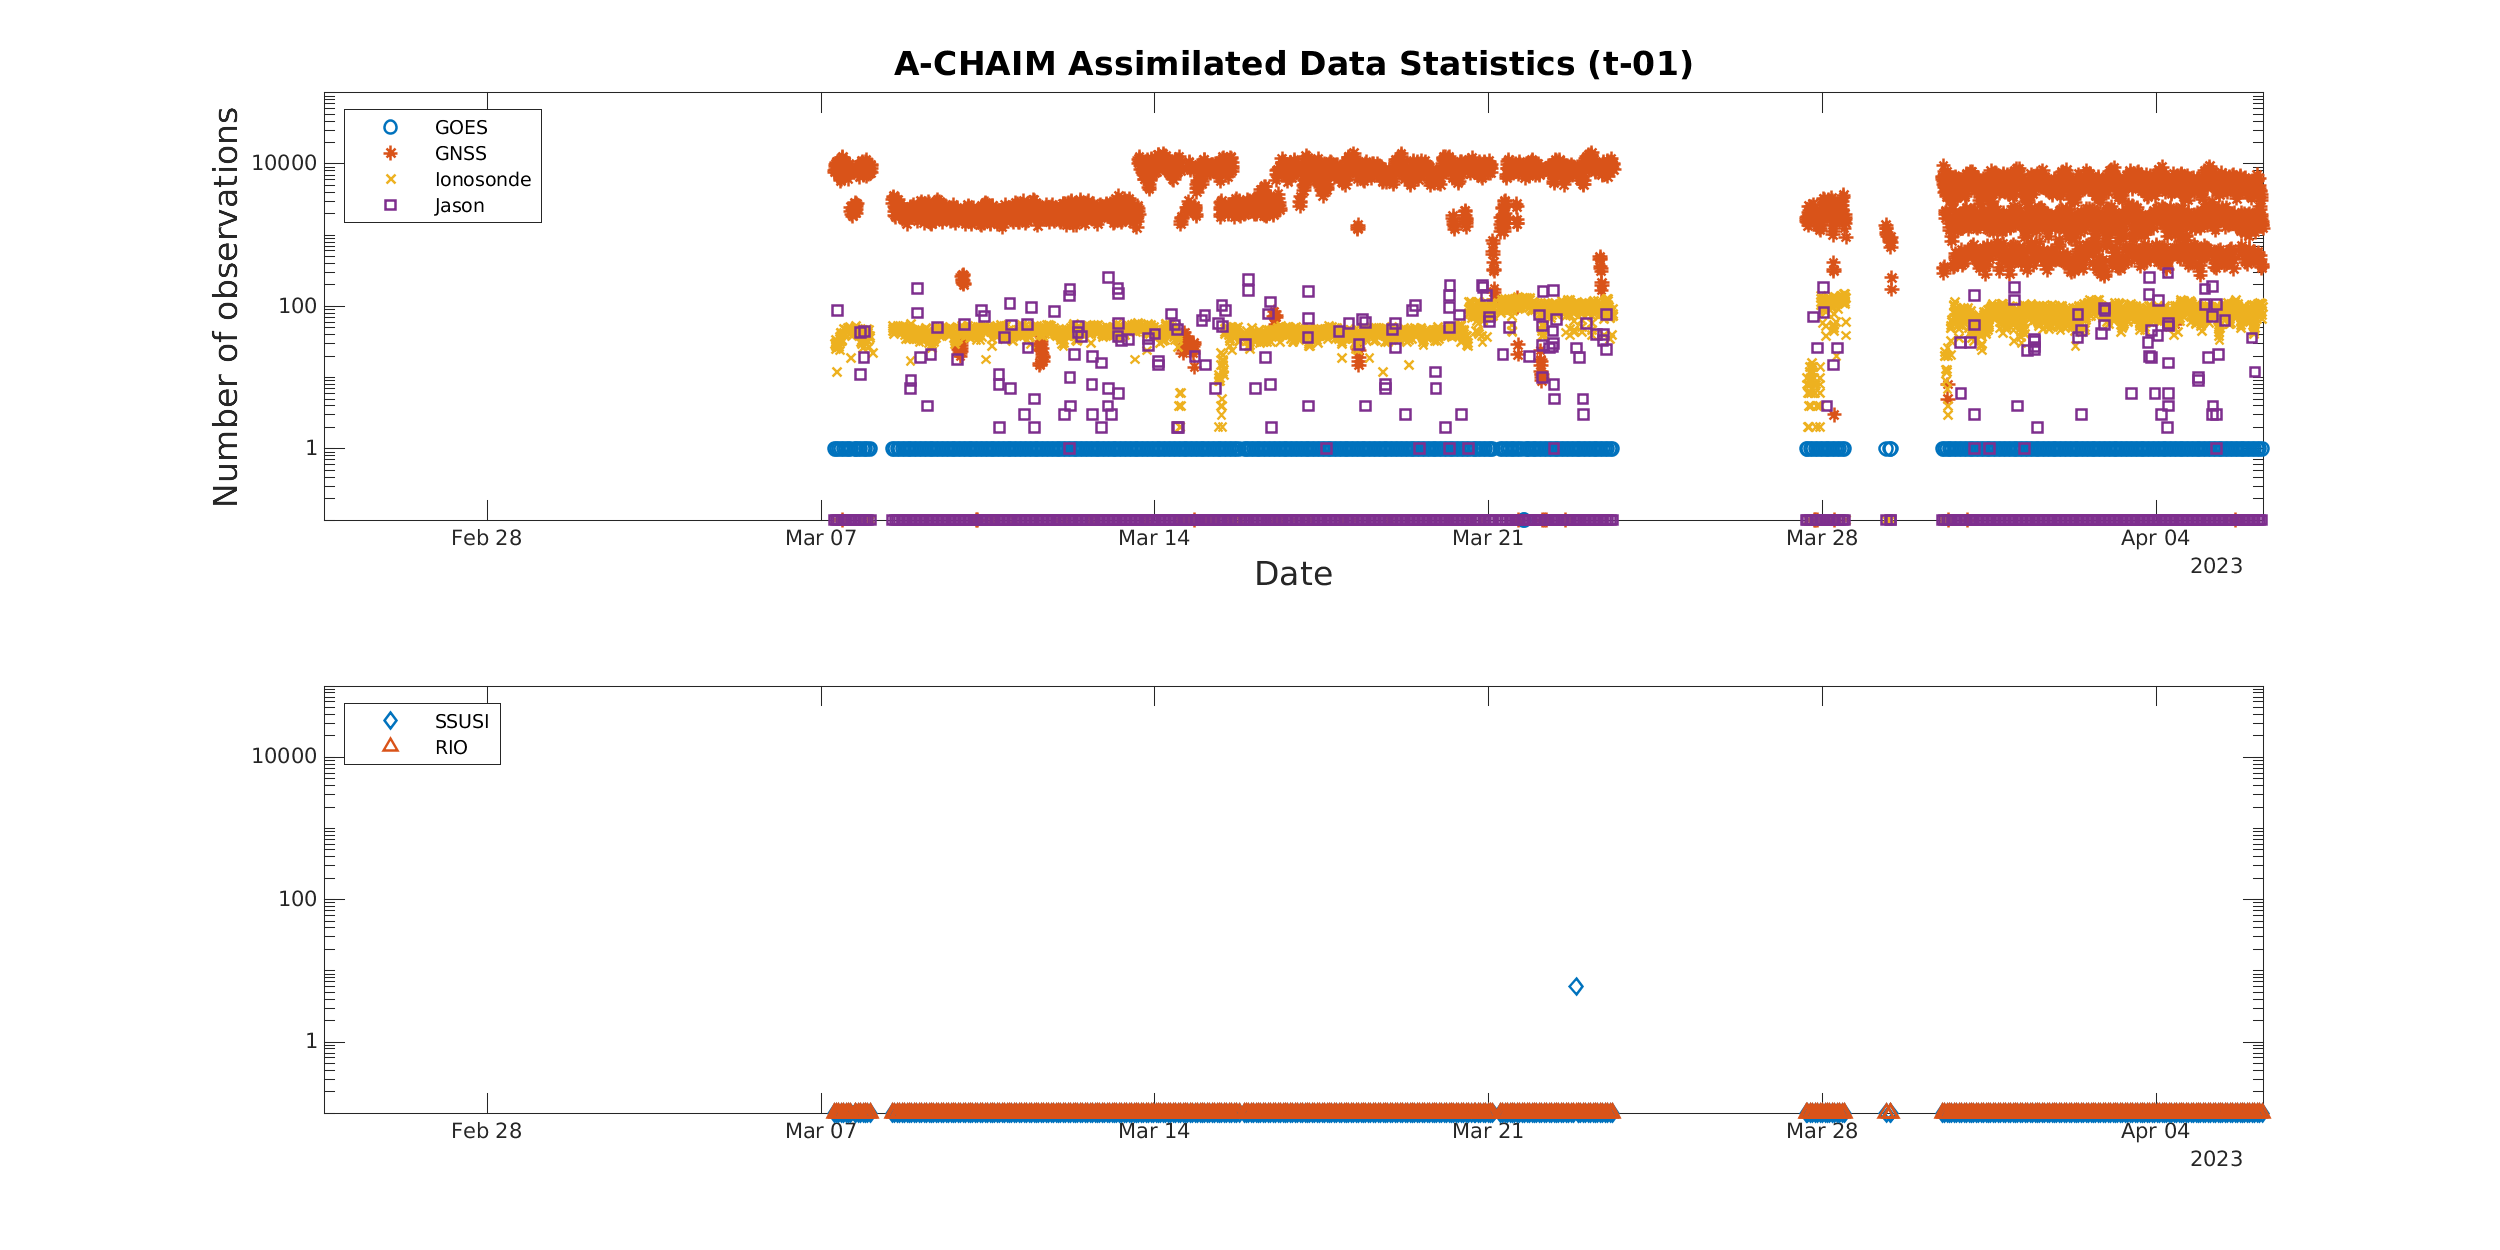 A-CHAIM Assimilated Data Statistics (t-01)
Number of observations
GOES
GNSS
Ionosonde
Jason
10000
100
1
Feb 28 Mar 07 Mar 14 Mar 21 Mar 28 Apr 04
2023
Date
SSUSI
RIO
10000
100
1
Feb 28 Mar 07 Mar 14 Mar 21 Mar 28 Apr 04
2023